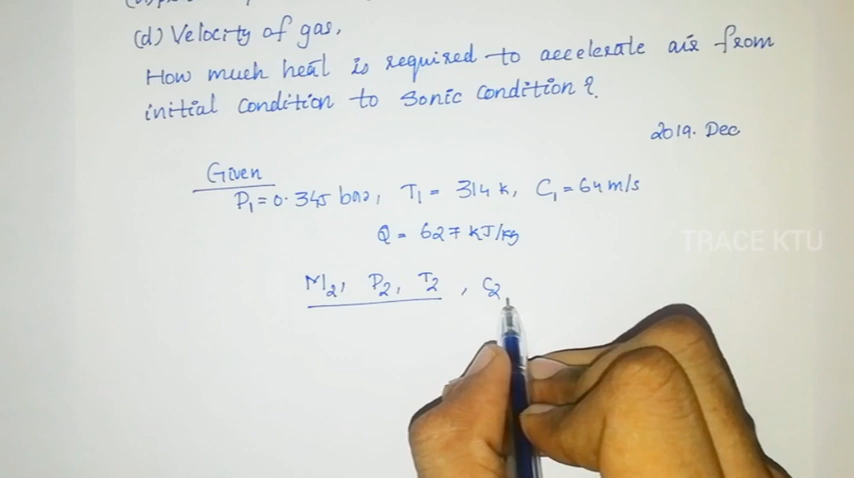 (d) Velocity of gas,
How much heat is required to accelerate air from
initial condition to Sonic Condition?.
2019. Dec
Given
P₁ = 0.345 bar, T₁ = 314 K, C₁ = 64 m/s
Q = 627 KJ/kg
TRACE KTU
M₂, P₂, T₂, C₂